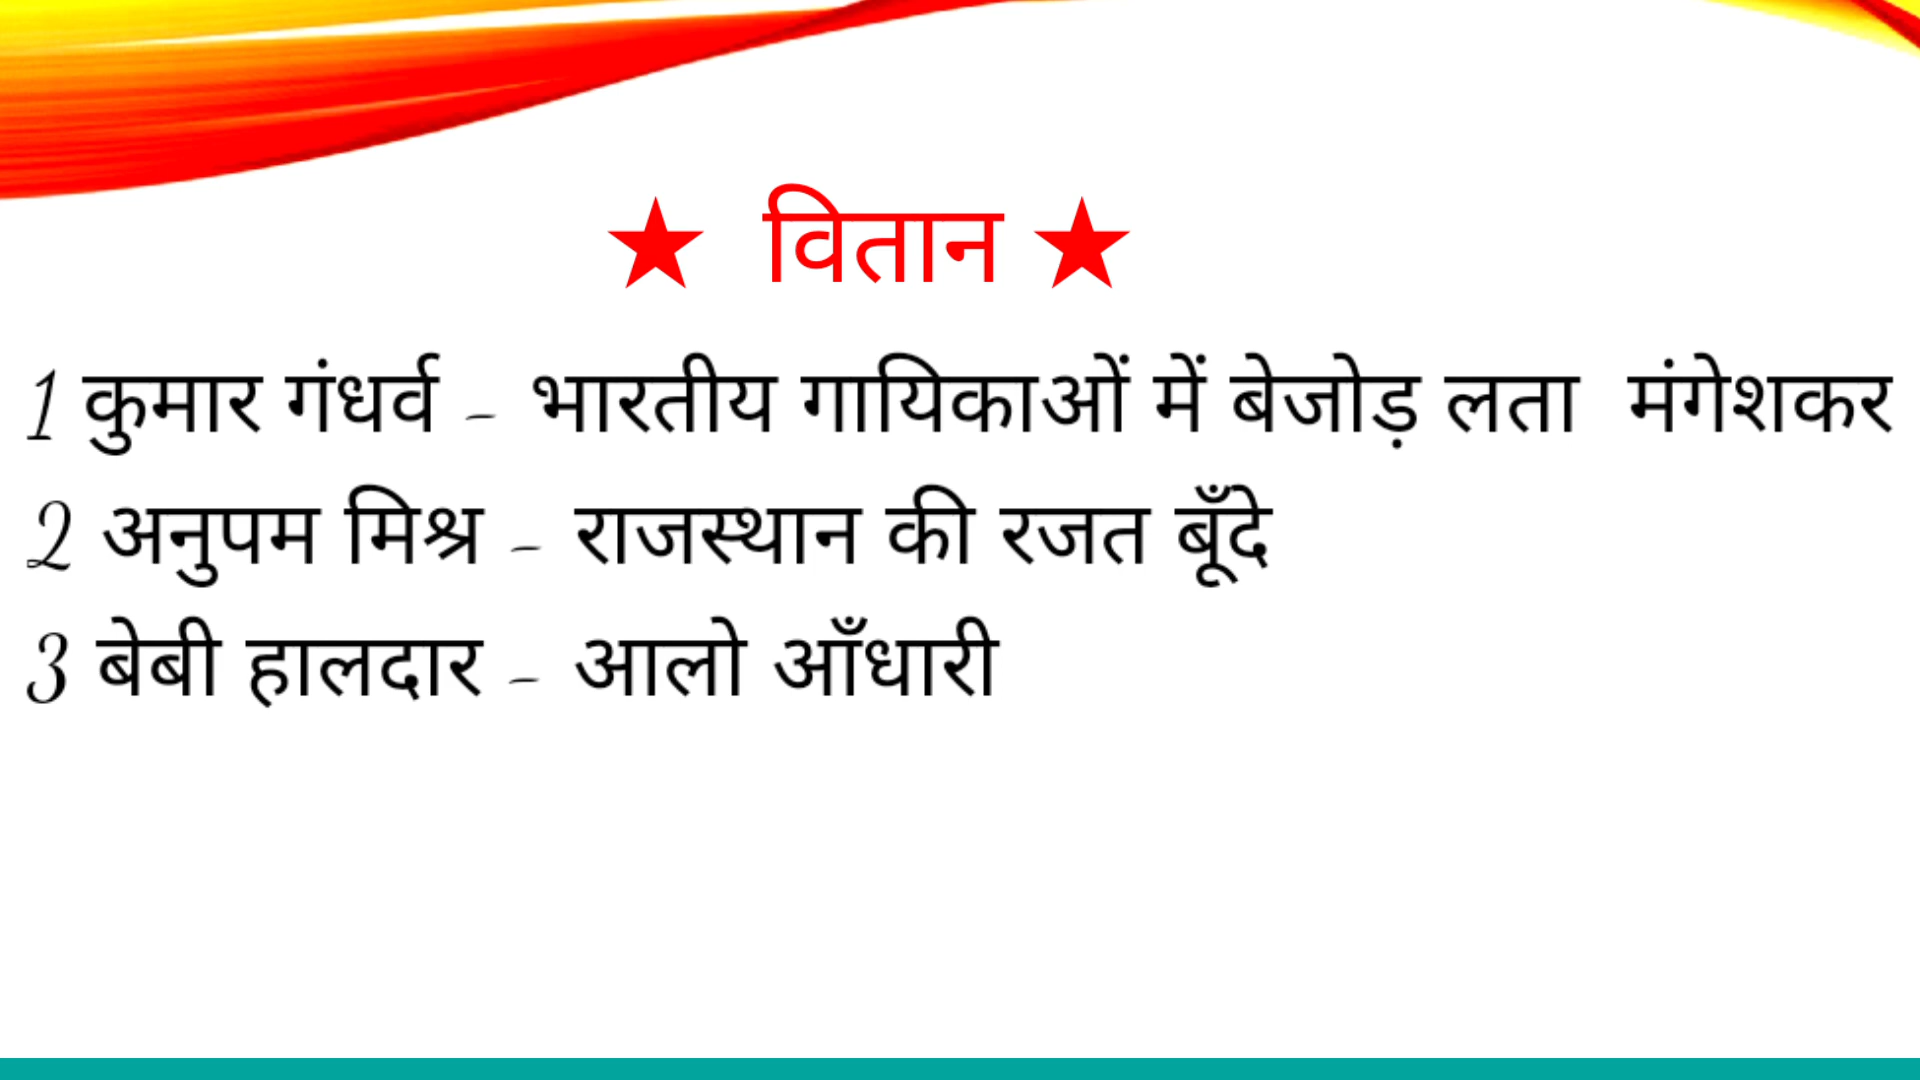 ★ वितान ★
1 कुमार गंधर्व - भारतीय गायिकाओं में बेजोड़ लता मंगेशकर
2 अनुपम मिश्र - राजस्थान की रजत बूँदे
3 बेबी हालदार - आलो आँधारी